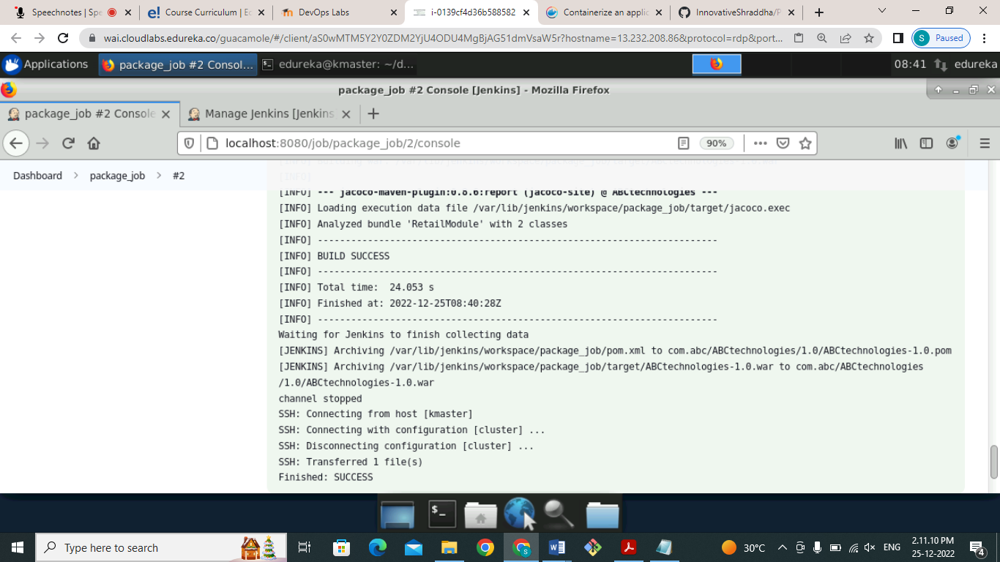 Speechnotes | Spe
Course Curriculum | Ec
DevOps Labs
i-0139cf4d36b588582
Containerize an applic
InnovativeShraddha/P
wai.cloudlabs.edureka.co/guacamole/#/client/aS0wMTM5Y2Y0ZDM2YjU4ODU4MgBjAG51dmVsaW5r?hostname=13.232.208.86&protocol=rdp&port...
S Paused
Applications
package_job #2 Consol...
edureka@kmaster: ~/d...
08:41
edureka
package_job #2 Console [Jenkins] - Mozilla Firefox
package_job #2 Console
Manage Jenkins [Jenkins
localhost:8080/job/package_job/2/console
90%
Dashboard > package_job > #2
[INFO]
[INFO] --- jacoco-maven-plugin:0.8.6:report (jacoco-site) @ ABCtechnologies ---
[INFO] Loading execution data file /var/lib/jenkins/workspace/package_job/target/jacoco.exec
[INFO] Analyzed bundle 'RetailModule' with 2 classes
[INFO] ------------------------------------------------------------------------
[INFO] BUILD SUCCESS
[INFO] ------------------------------------------------------------------------
[INFO] Total time:  24.053 s
[INFO] Finished at: 2022-12-25T08:40:28Z
[INFO] ------------------------------------------------------------------------
Waiting for Jenkins to finish collecting data
[JENKINS] Archiving /var/lib/jenkins/workspace/package_job/pom.xml to com.abc/ABCtechnologies/1.0/ABCtechnologies-1.0.pom
[JENKINS] Archiving /var/lib/jenkins/workspace/package_job/target/ABCtechnologies-1.0.war to com.abc/ABCtechnologies
/1.0/ABCtechnologies-1.0.war
channel stopped
SSH: Connecting from host [kmaster]
SSH: Connecting with configuration [cluster] ...
SSH: Disconnecting configuration [cluster] ...
SSH: Transferred 1 file(s)
Finished: SUCCESS
Type here to search
30°C
ENG
2.11.10 PM
25-12-2022
4